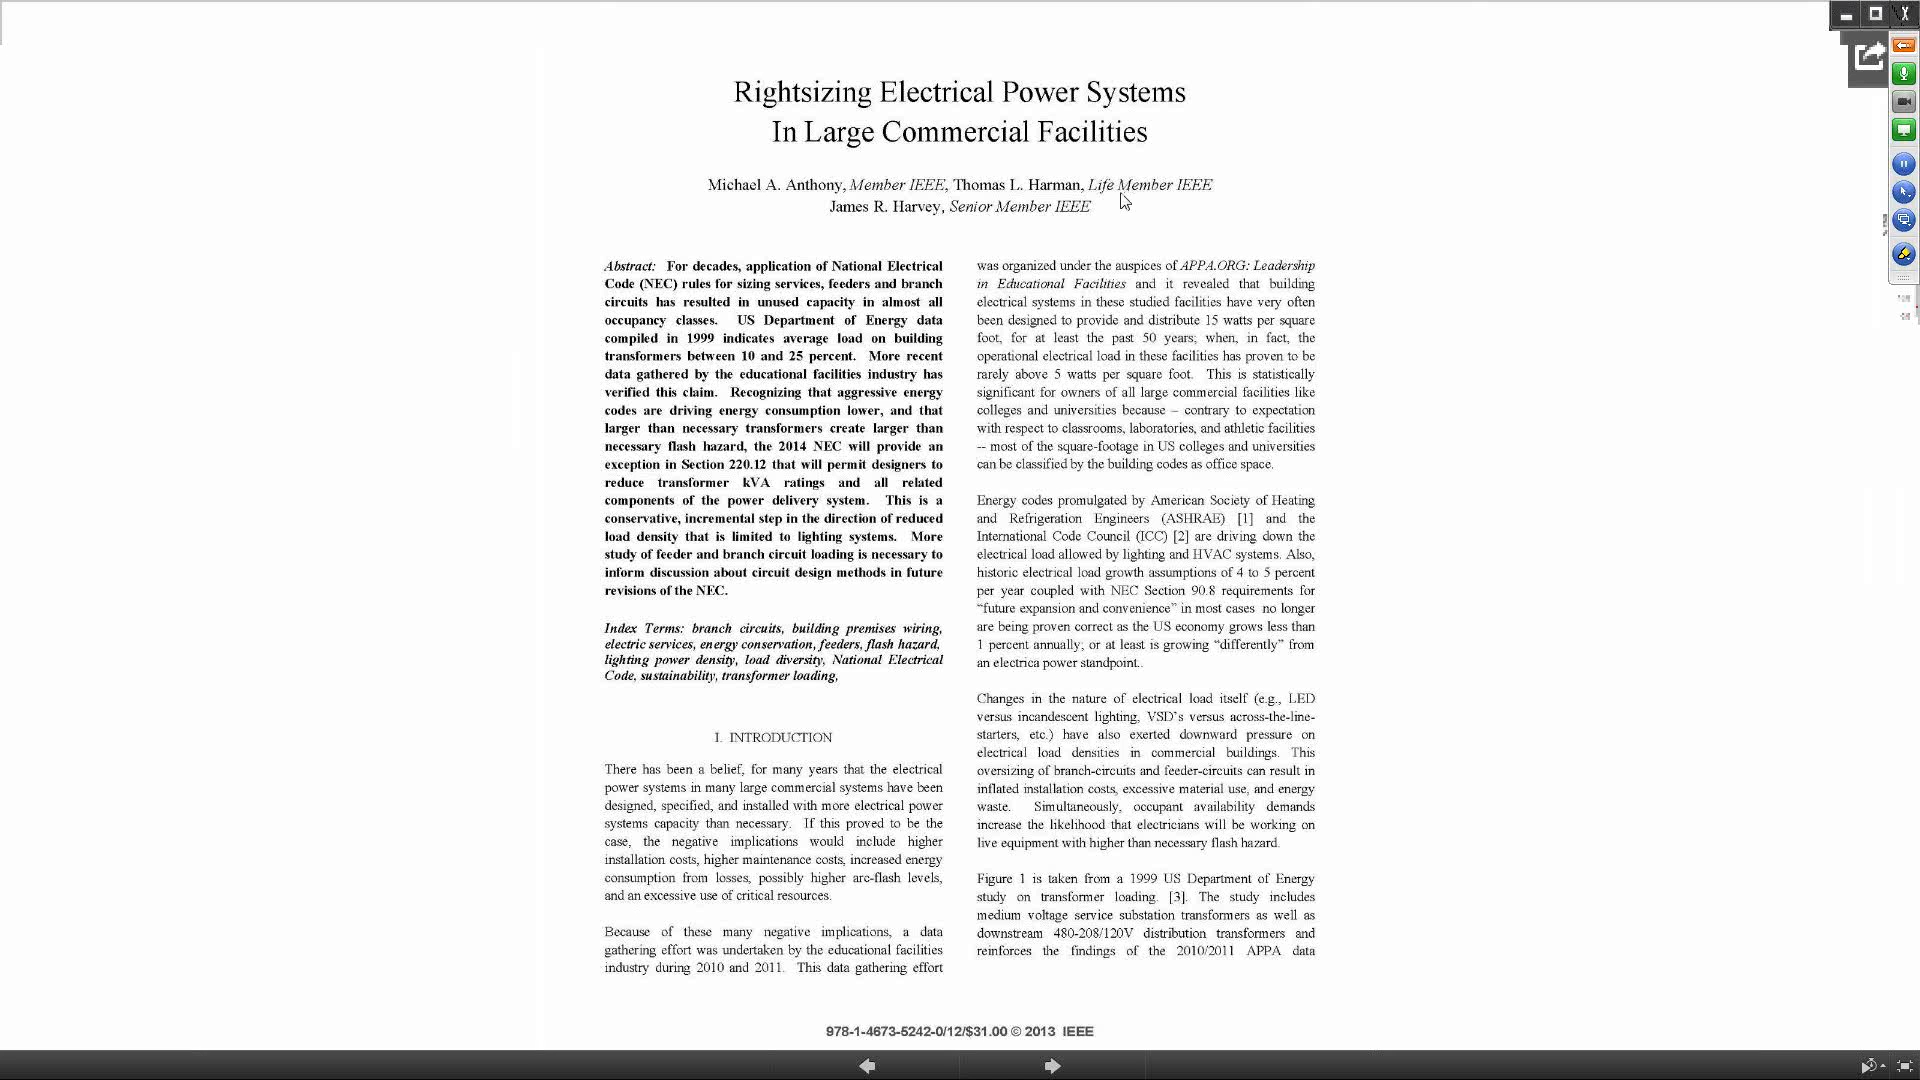 Rightsizing Electrical Power Systems
In Large Commercial Facilities
Michael A. Anthony, Member IEEE, Thomas L. Harman, Life Member IEEE
James R. Harvey, Senior Member IEEE
Abstract: For decades, application of National Electrical
Code (NEC) rules for sizing services, feeders and branch
circuits has resulted in unused capacity in almost all
occupancy classes. US Department of Energy data
compiled in 1999 indicates average load on building
transformers between 10 and 25 percent. More recent
data gathered by the educational facilities industry has
verified this claim. Recognizing that aggressive energy
codes are driving energy consumption lower, and that
larger than necessary transformers create larger than
necessary flash hazard, the 2014 NEC will provide an
exception in Section 220.12 that will permit designers to
reduce transformer kVA ratings and all related
components of the power delivery system. This is a
conservative, incremental step in the direction of reduced
load density that is limited to lighting systems. More
study of feeder and branch circuit loading is necessary to
inform discussion about circuit design methods in future
revisions of the NEC.
Index Terms: branch circuits, building premises wiring,
electric services, energy conservation, feeders, flash hazard,
lighting power density, load diversity, National Electrical
Code, sustainability, transformer loading,
I. INTRODUCTION
There has been a belief, for many years that the electrical
power systems in many large commercial systems have been
designed, specified, and installed with more electrical power
systems capacity than necessary. If this proved to be the
case, the negative implications would include higher
installation costs, higher maintenance costs, increased energy
consumption from losses, possibly higher arc-flash levels,
and an excessive use of critical resources.
Because of these many negative implications, a data
gathering effort was undertaken by the educational facilities
industry during 2010 and 2011. This data gathering effort
was organized under the auspices of APPA.ORG: Leadership
in Educational Facilities and it revealed that building
electrical systems in these studied facilities have very often
been designed to provide and distribute 15 watts per square
foot, for at least the past 50 years; when, in fact, the
operational electrical load in these facilities has proven to be
rarely above 5 watts per square foot. This is statistically
significant for owners of all large commercial facilities like
colleges and universities because – contrary to expectation
with respect to classrooms, laboratories, and athletic facilities
-- most of the square-footage in US colleges and universities
can be classified by the building codes as office space.
Energy codes promulgated by American Society of Heating
and Refrigeration Engineers (ASHRAE) [1] and the
International Code Council (ICC) [2] are driving down the
electrical load allowed by lighting and HVAC systems. Also,
historic electrical load growth assumptions of 4 to 5 percent
per year coupled with NEC Section 90.8 requirements for
“future expansion and convenience” in most cases no longer
are being proven correct as the US economy grows less than
1 percent annually; or at least is growing “differently” from
an electrica power standpoint..
Changes in the nature of electrical load itself (e.g., LED
versus incandescent lighting, VSD’s versus across-the-line-
starters, etc.) have also exerted downward pressure on
electrical load densities in commercial buildings. This
oversizing of branch-circuits and feeder-circuits can result in
inflated installation costs, excessive material use, and energy
waste. Simultaneously, occupant availability demands
increase the likelihood that electricians will be working on
live equipment with higher than necessary flash hazard.
Figure 1 is taken from a 1999 US Department of Energy
study on transformer loading. [3]. The study includes
medium voltage service substation transformers as well as
downstream 480-208/120V distribution transformers and
reinforces the findings of the 2010/2011 APPA data
978-1-4673-5242-0/12/$31.00 © 2013 IEEE